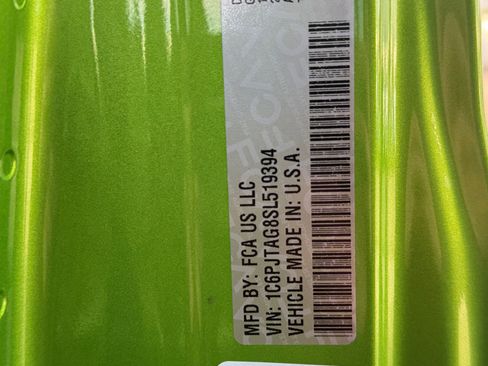 MFD BY: FCA US LLC
VIN: 1C6PJTAG8SL519394
VEHICLE MADE IN: U.S.A.